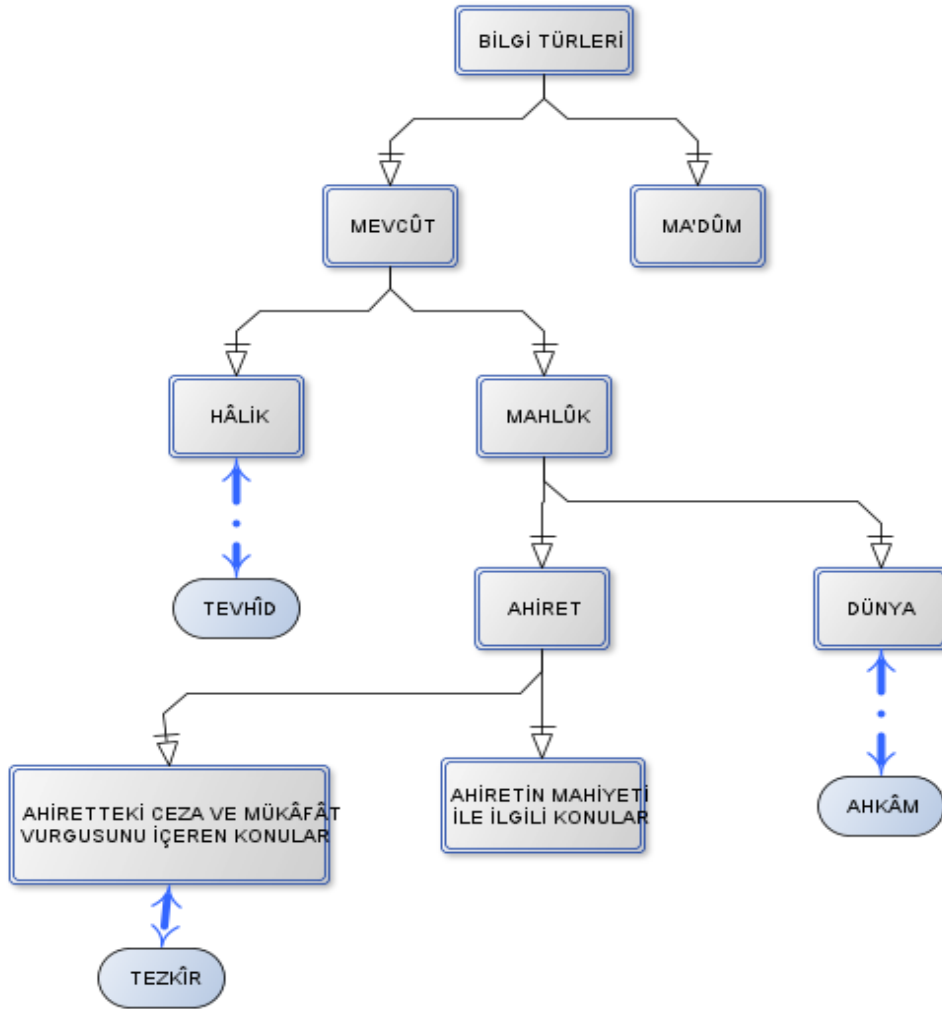 BİLGİ TÜRLERİ
MEVCÛT
MA'DÛM
HÂLİK
MAHLÛK
TEVHÎD
AHİRET
DÜNYA
AHİRETTEKİ CEZA VE MÜKÂFÂT
VURGUSUNU İÇEREN KONULAR
AHİRETİN MAHİYETİ
İLE İLGİLİ KONULAR
AHKÂM
TEZKÎR